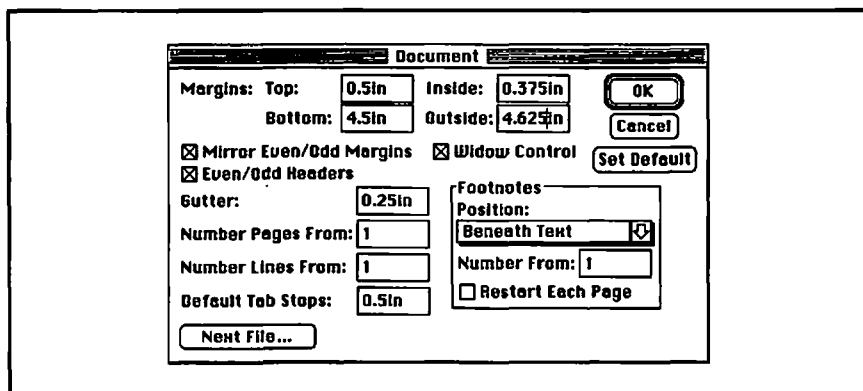 Document
Margins: Top: 0.5in Inside: 0.375in OK
Bottom: 4.5in Outside: 4.625in Cancel
Mirror Even/Odd Margins Widow Control Set Default
Even/Odd Headers
Footnotes
Gutter: 0.25in
Position:
Beneath Text
Number Pages From: 1
Number From: 1
Number Lines From: 1
Restart Each Page
Default Tab Stops: 0.5in
Next File...